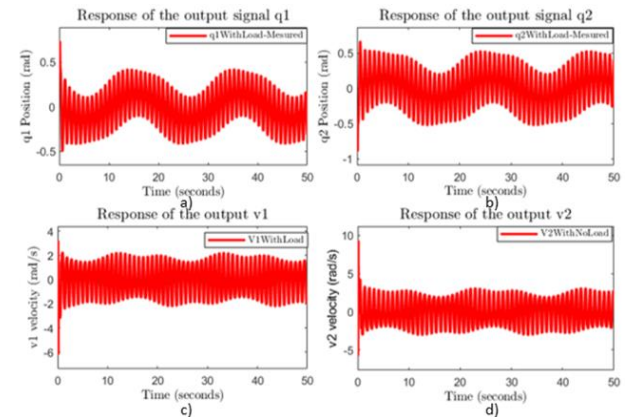 Response of the output signal q1
q1WithLoad-Mesured
q1 Position (rad)
0.5
0
-0.5
0 10 20 30 40 50
Time (seconds)
a)
Response of the output signal q2
q2WithLoad-Mesured
q2 Position (rad)
0.5
0
-0.5
-1
0 10 20 30 40 50
Time (seconds)
b)
Response of the output v1
V1WithLoad
v1 velocity (rad/s)
4
2
0
-2
-4
-6
0 10 20 30 40 50
Time (seconds)
c)
Response of the output v2
V2WithNoLoad
v2 velocity (rad/s)
10
5
0
-5
0 10 20 30 40 50
Time (seconds)
d)